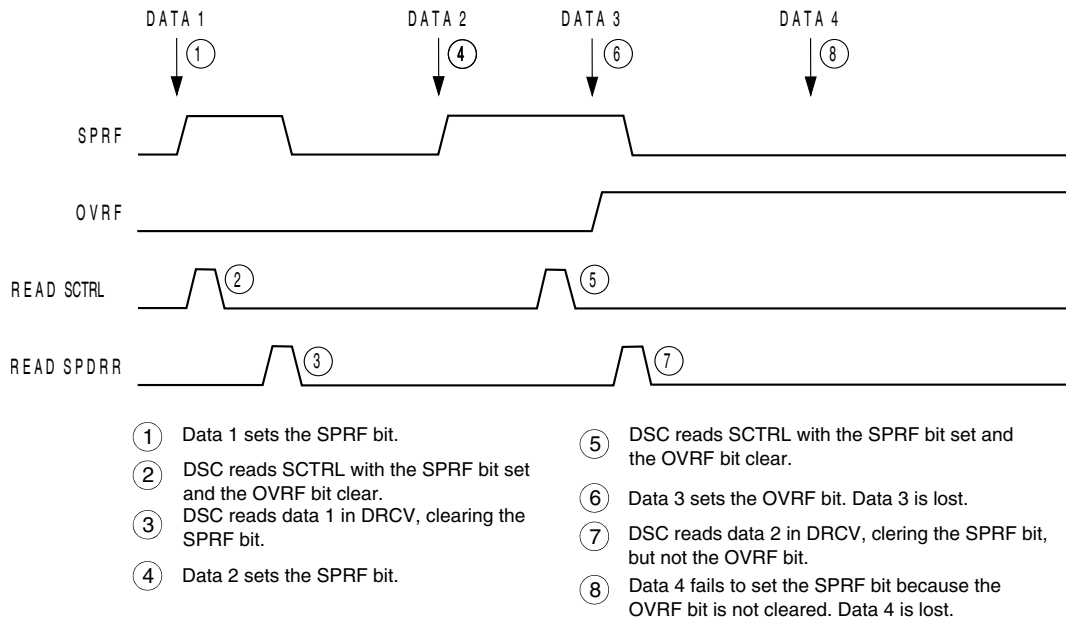 DATA 1 DATA 2 DATA 3 DATA 4
1 4 6 8
SPRF
OVRF
READ SCTRL
2 5
READ SPDRR
3 7
1 Data 1 sets the SPRF bit.
2 DSC reads SCTRL with the SPRF bit set
and the OVRF bit clear.
3 DSC reads data 1 in DRCV, clearing the
SPRF bit.
4 Data 2 sets the SPRF bit.
5 DSC reads SCTRL with the SPRF bit set and
the OVRF bit clear.
6 Data 3 sets the OVRF bit. Data 3 is lost.
7 DSC reads data 2 in DRCV, clering the SPRF bit,
but not the OVRF bit.
8 Data 4 fails to set the SPRF bit because the
OVRF bit is not cleared. Data 4 is lost.